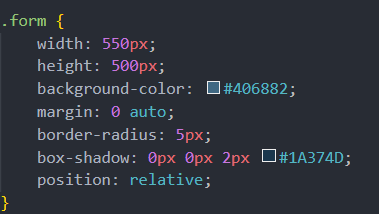 .form {
    width: 550px;
    height: 500px;
    background-color: #406882;
    margin: 0 auto;
    border-radius: 5px;
    box-shadow: 0px 0px 2px #1A374D;
    position: relative;
}